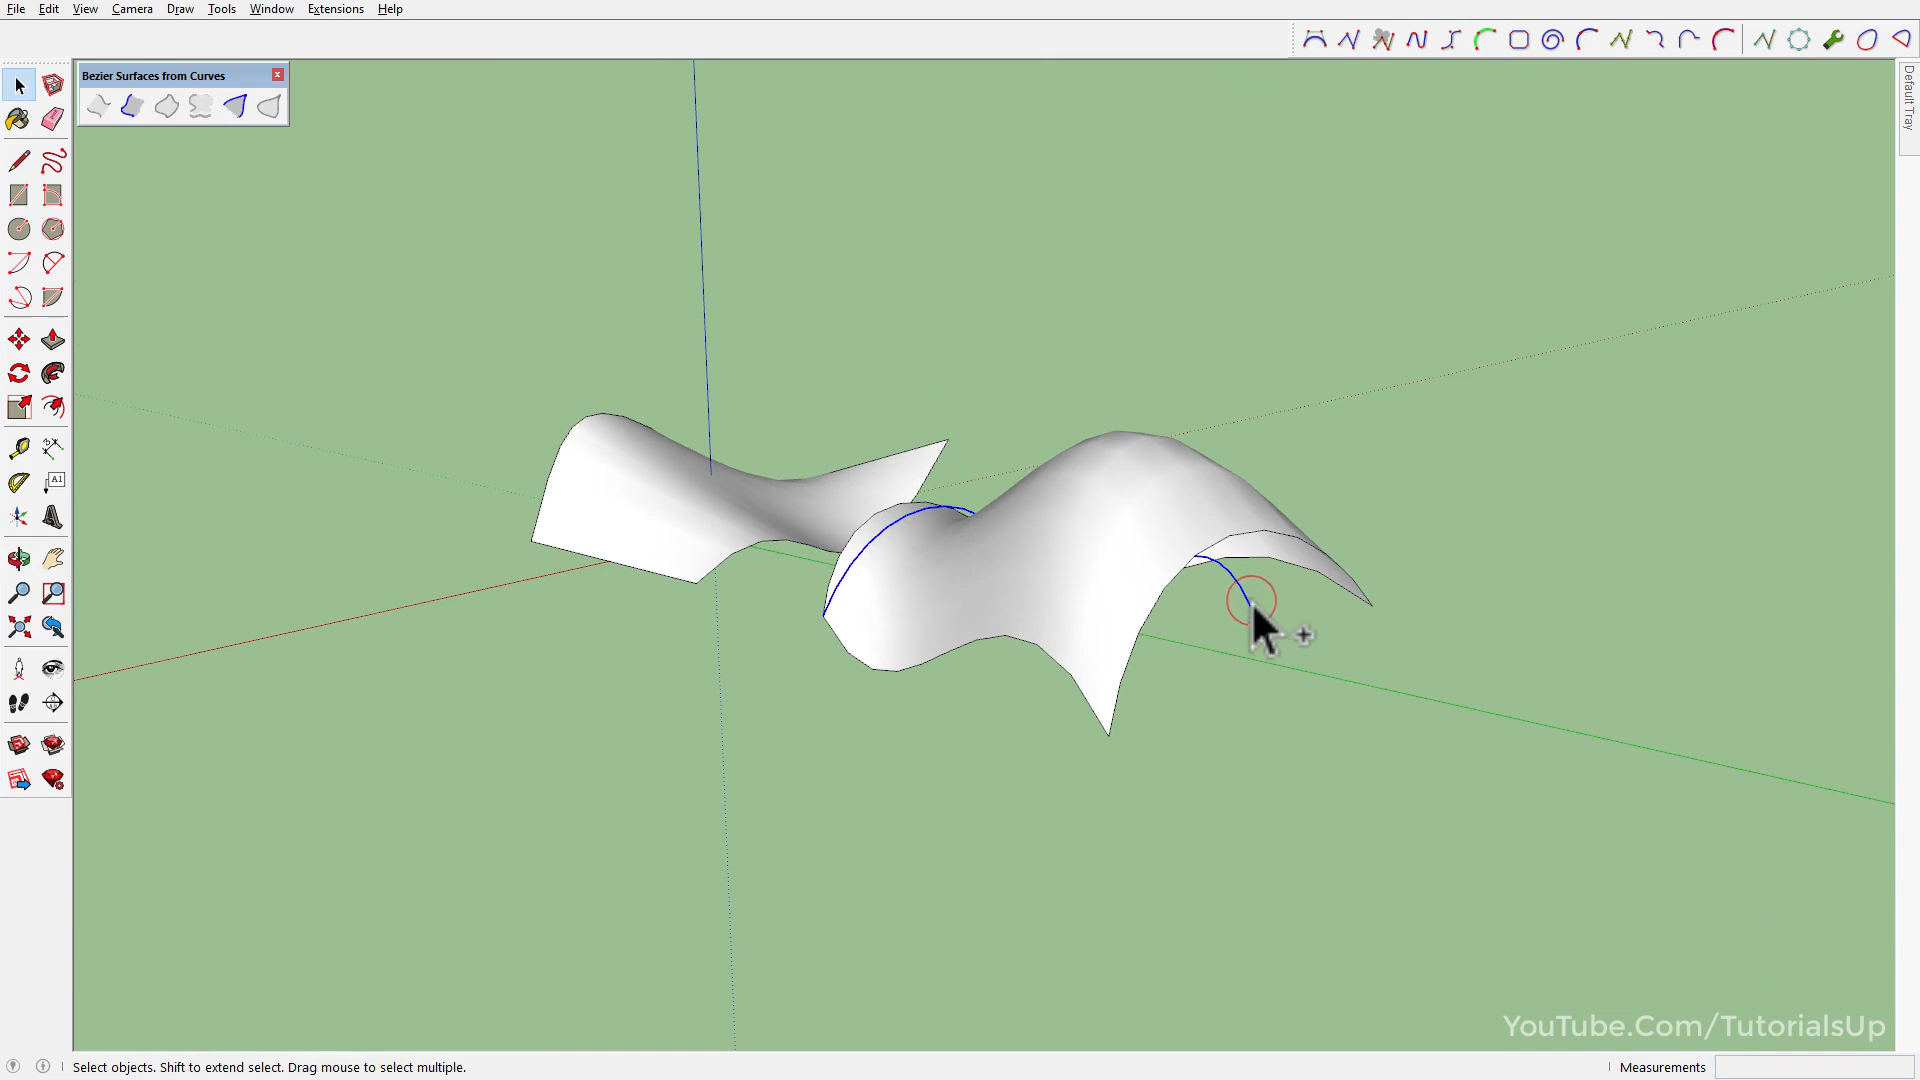 File Edit View Camera Draw Tools Window Extensions Help
Bezier Surfaces from Curves
x
Default Tray
A1
YouTube.Com/TutorialsUp
Select objects. Shift to extend select. Drag mouse to select multiple.
Measurements